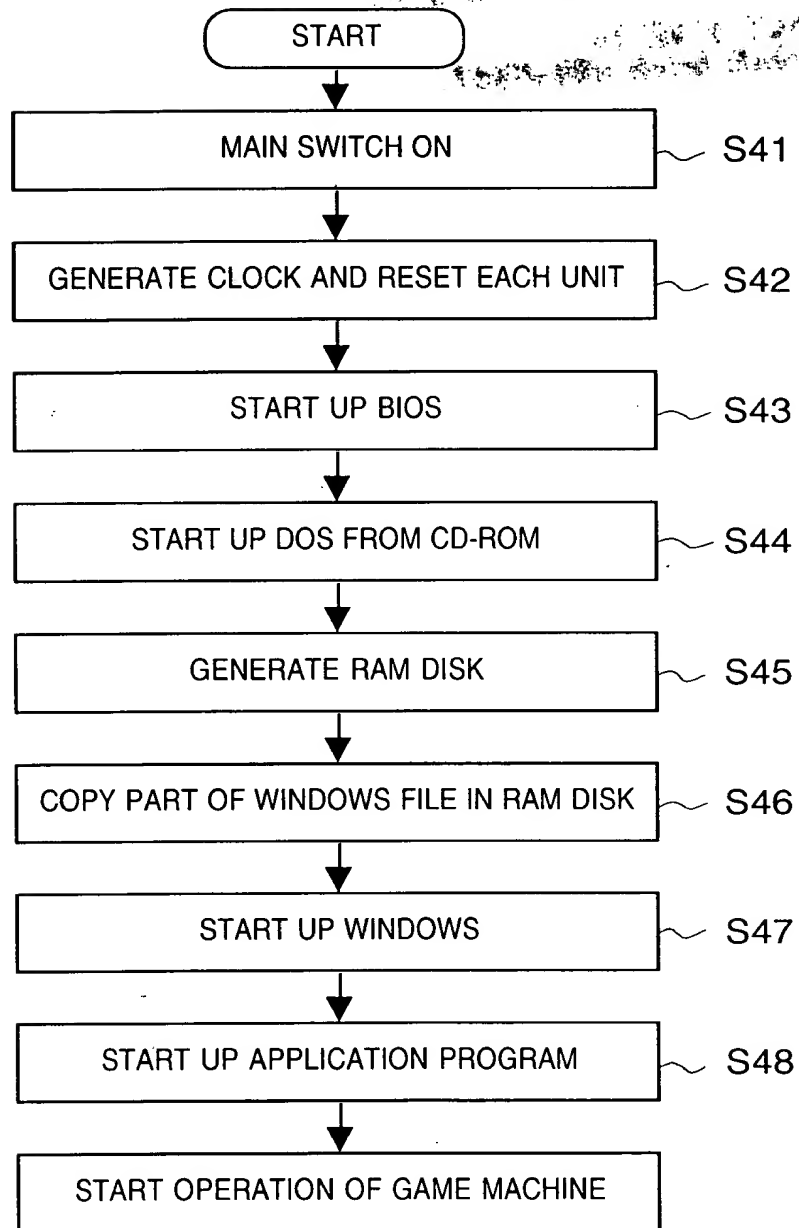 START
MAIN SWITCH ON
S41
GENERATE CLOCK AND RESET EACH UNIT
S42
START UP BIOS
S43
START UP DOS FROM CD-ROM
S44
GENERATE RAM DISK
S45
COPY PART OF WINDOWS FILE IN RAM DISK
S46
START UP WINDOWS
S47
START UP APPLICATION PROGRAM
S48
START OPERATION OF GAME MACHINE